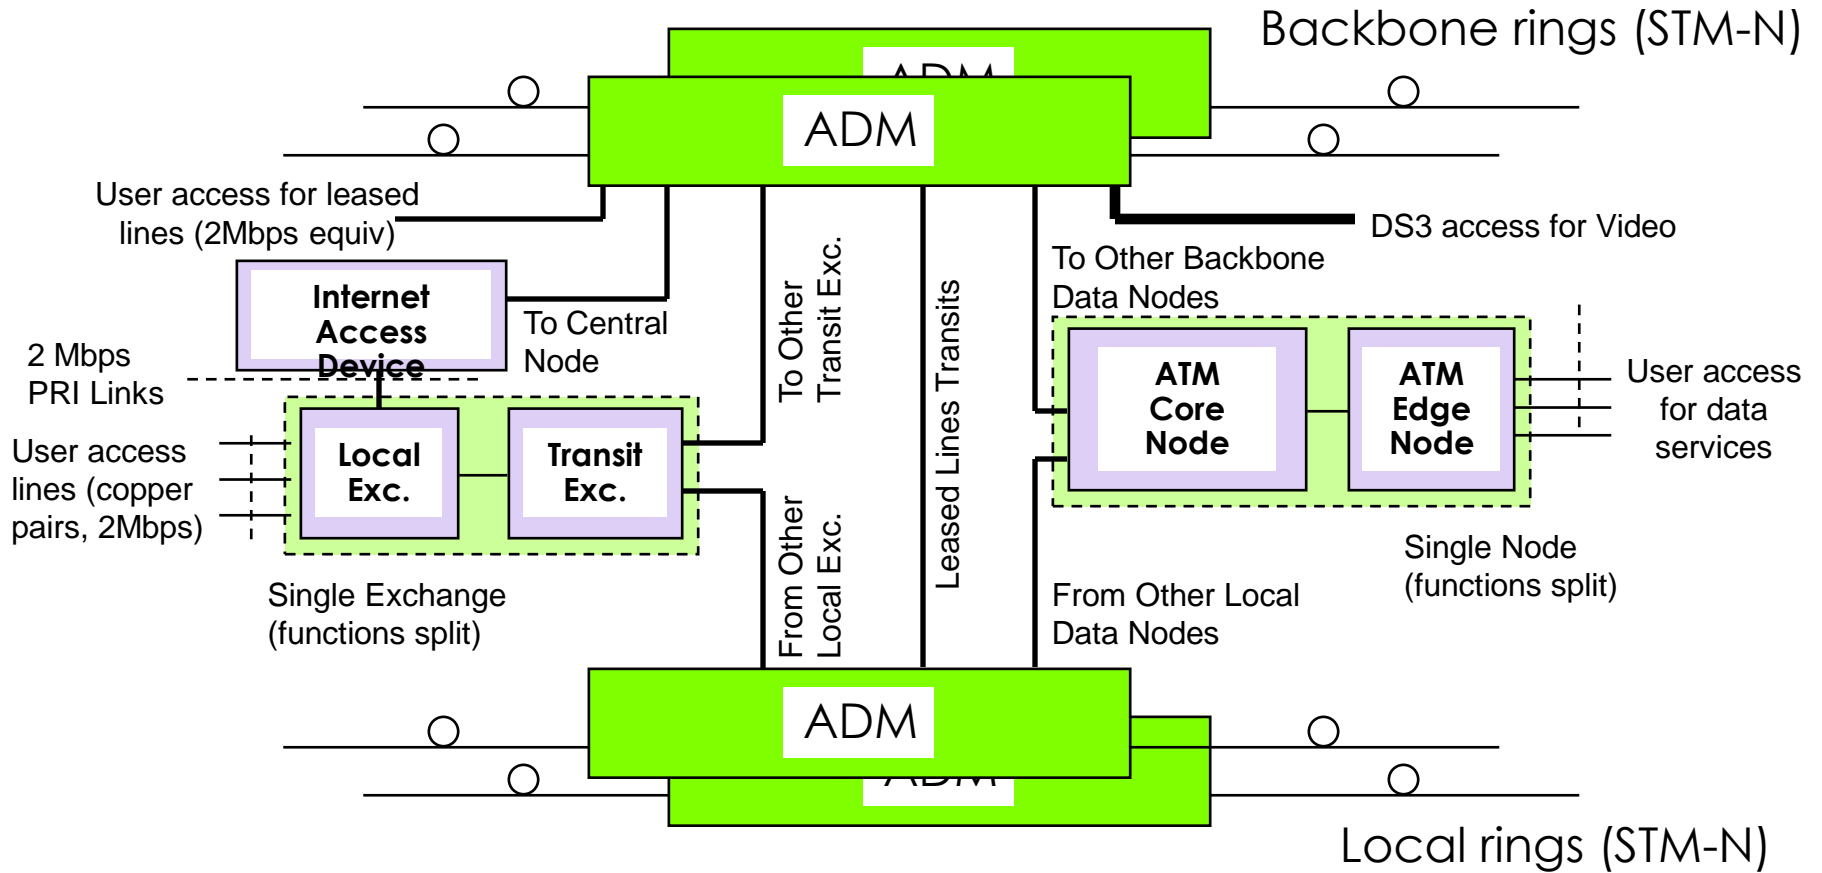 Backbone rings (STM-N)
ADM
ADM
User access for leased
lines (2Mbps equiv)
DS3 access for Video
Internet
Access
Device
To Central
Node
2 Mbps
PRI Links
To Other
Transit Exc.
Leased Lines Transits
To Other Backbone
Data Nodes
User access
lines (copper
pairs, 2Mbps)
Local
Exc.
Transit
Exc.
ATM
Core
Node
ATM
Edge
Node
User access
for data
services
Single Exchange
(functions split)
From Other
Local Exc.
From Other Local
Data Nodes
Single Node
(functions split)
ADM
ADM
Local rings (STM-N)